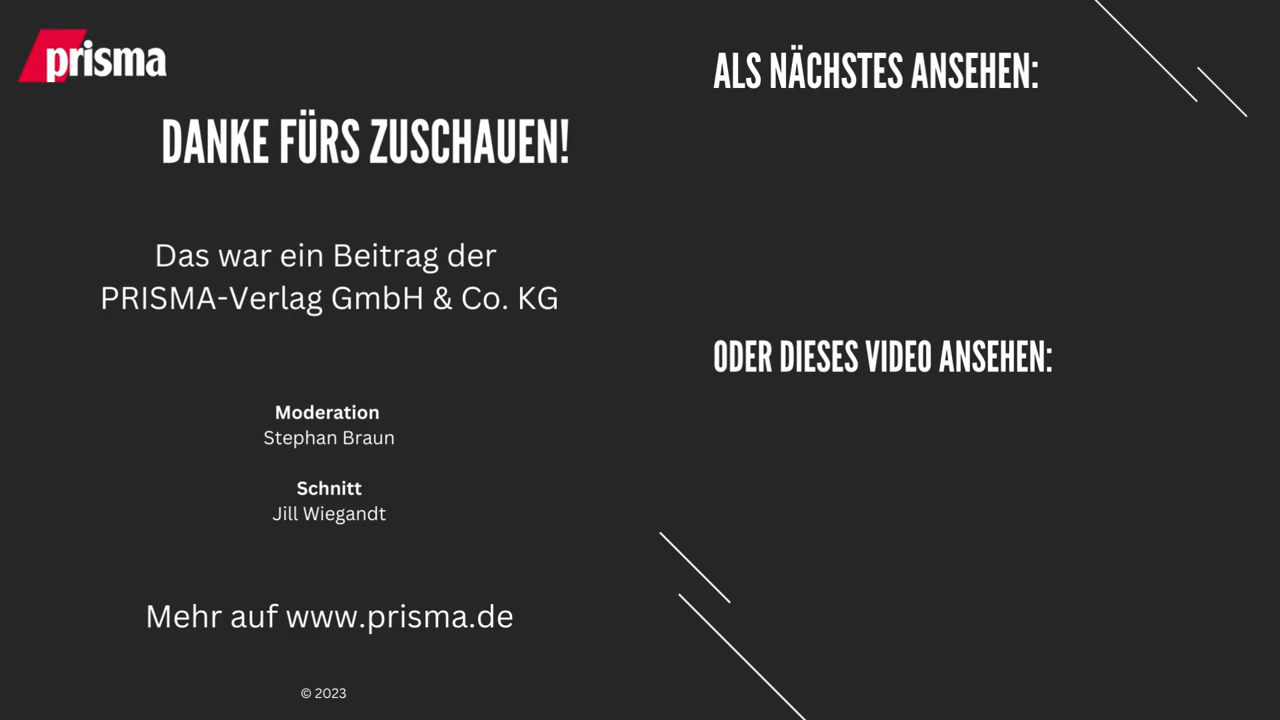 prisma
DANKE FÜRS ZUSCHAUEN!
Das war ein Beitrag der
PRISMA-Verlag GmbH & Co. KG
Moderation
Stephan Braun
Schnitt
Jill Wiegandt
Mehr auf www.prisma.de
© 2023
ALS NÄCHSTES ANSEHEN:
ODER DIESES VIDEO ANSEHEN: